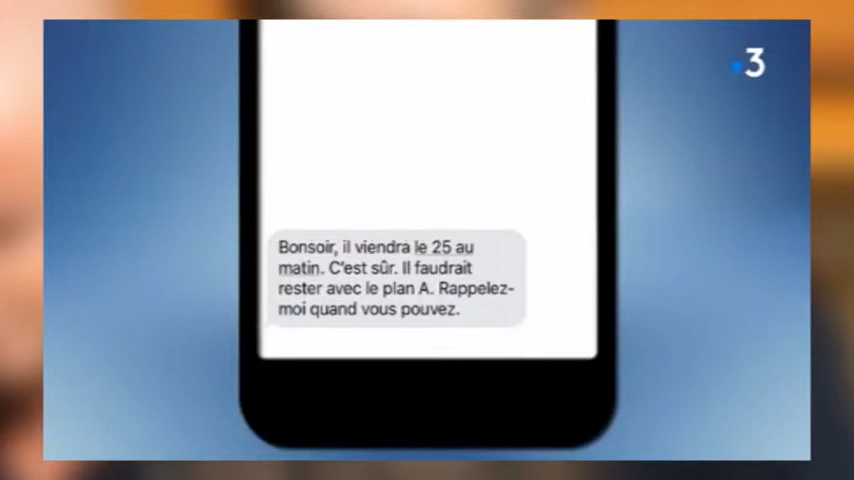 3
Bonsoir, il viendra le 25 au
matin. C'est sûr. Il faudrait
rester avec le plan A. Rappelez-
moi quand vous pouvez.